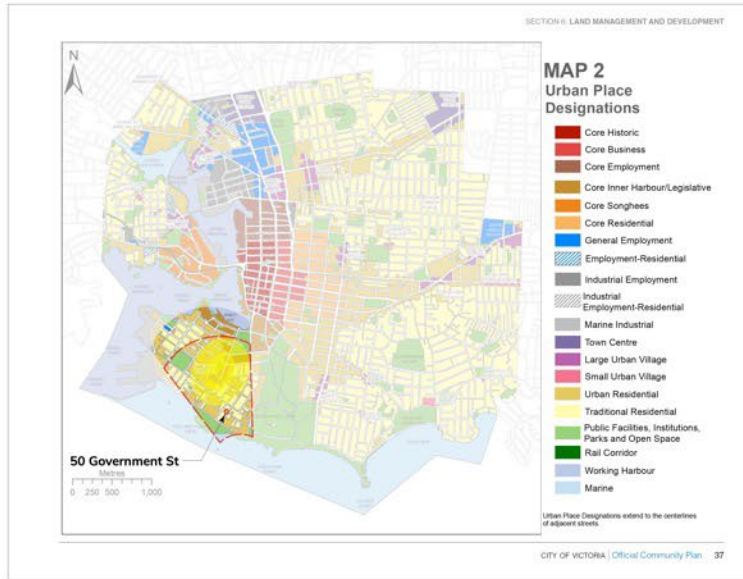 SECTION 6: LAND MANAGEMENT AND DEVELOPMENT
N
MAP 2
Urban Place
Designations
Core Historic
Core Business
Core Employment
Core Inner Harbour/Legislative
Core Songhees
Core Residential
General Employment
Employment-Residential
Industrial Employment
Industrial
Employment-Residential
Marine Industrial
Town Centre
Large Urban Village
Small Urban Village
Urban Residential
Traditional Residential
Public Facilities, Institutions,
Parks and Open Space
Rail Corridor
Working Harbour
Marine
50 Government St
Metres
0 250 500 1,000
Urban Place Designations extend to the centerlines
of adjacent streets.
CITY OF VICTORIA | Official Community Plan 37